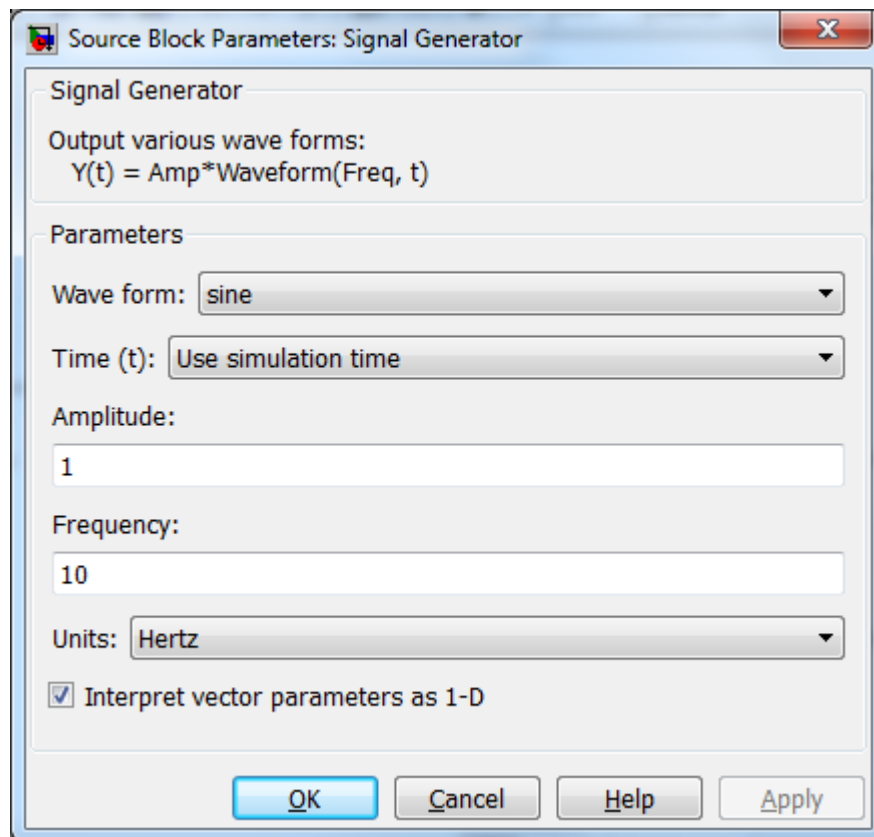 Source Block Parameters: Signal Generator
Signal Generator
Output various wave forms:
Y(t) = Amp*Waveform(Freq, t)
Parameters
Wave form: sine
Time (t): Use simulation time
Amplitude:
1
Frequency:
10
Units: Hertz
Interpret vector parameters as 1-D
OK Cancel Help Apply